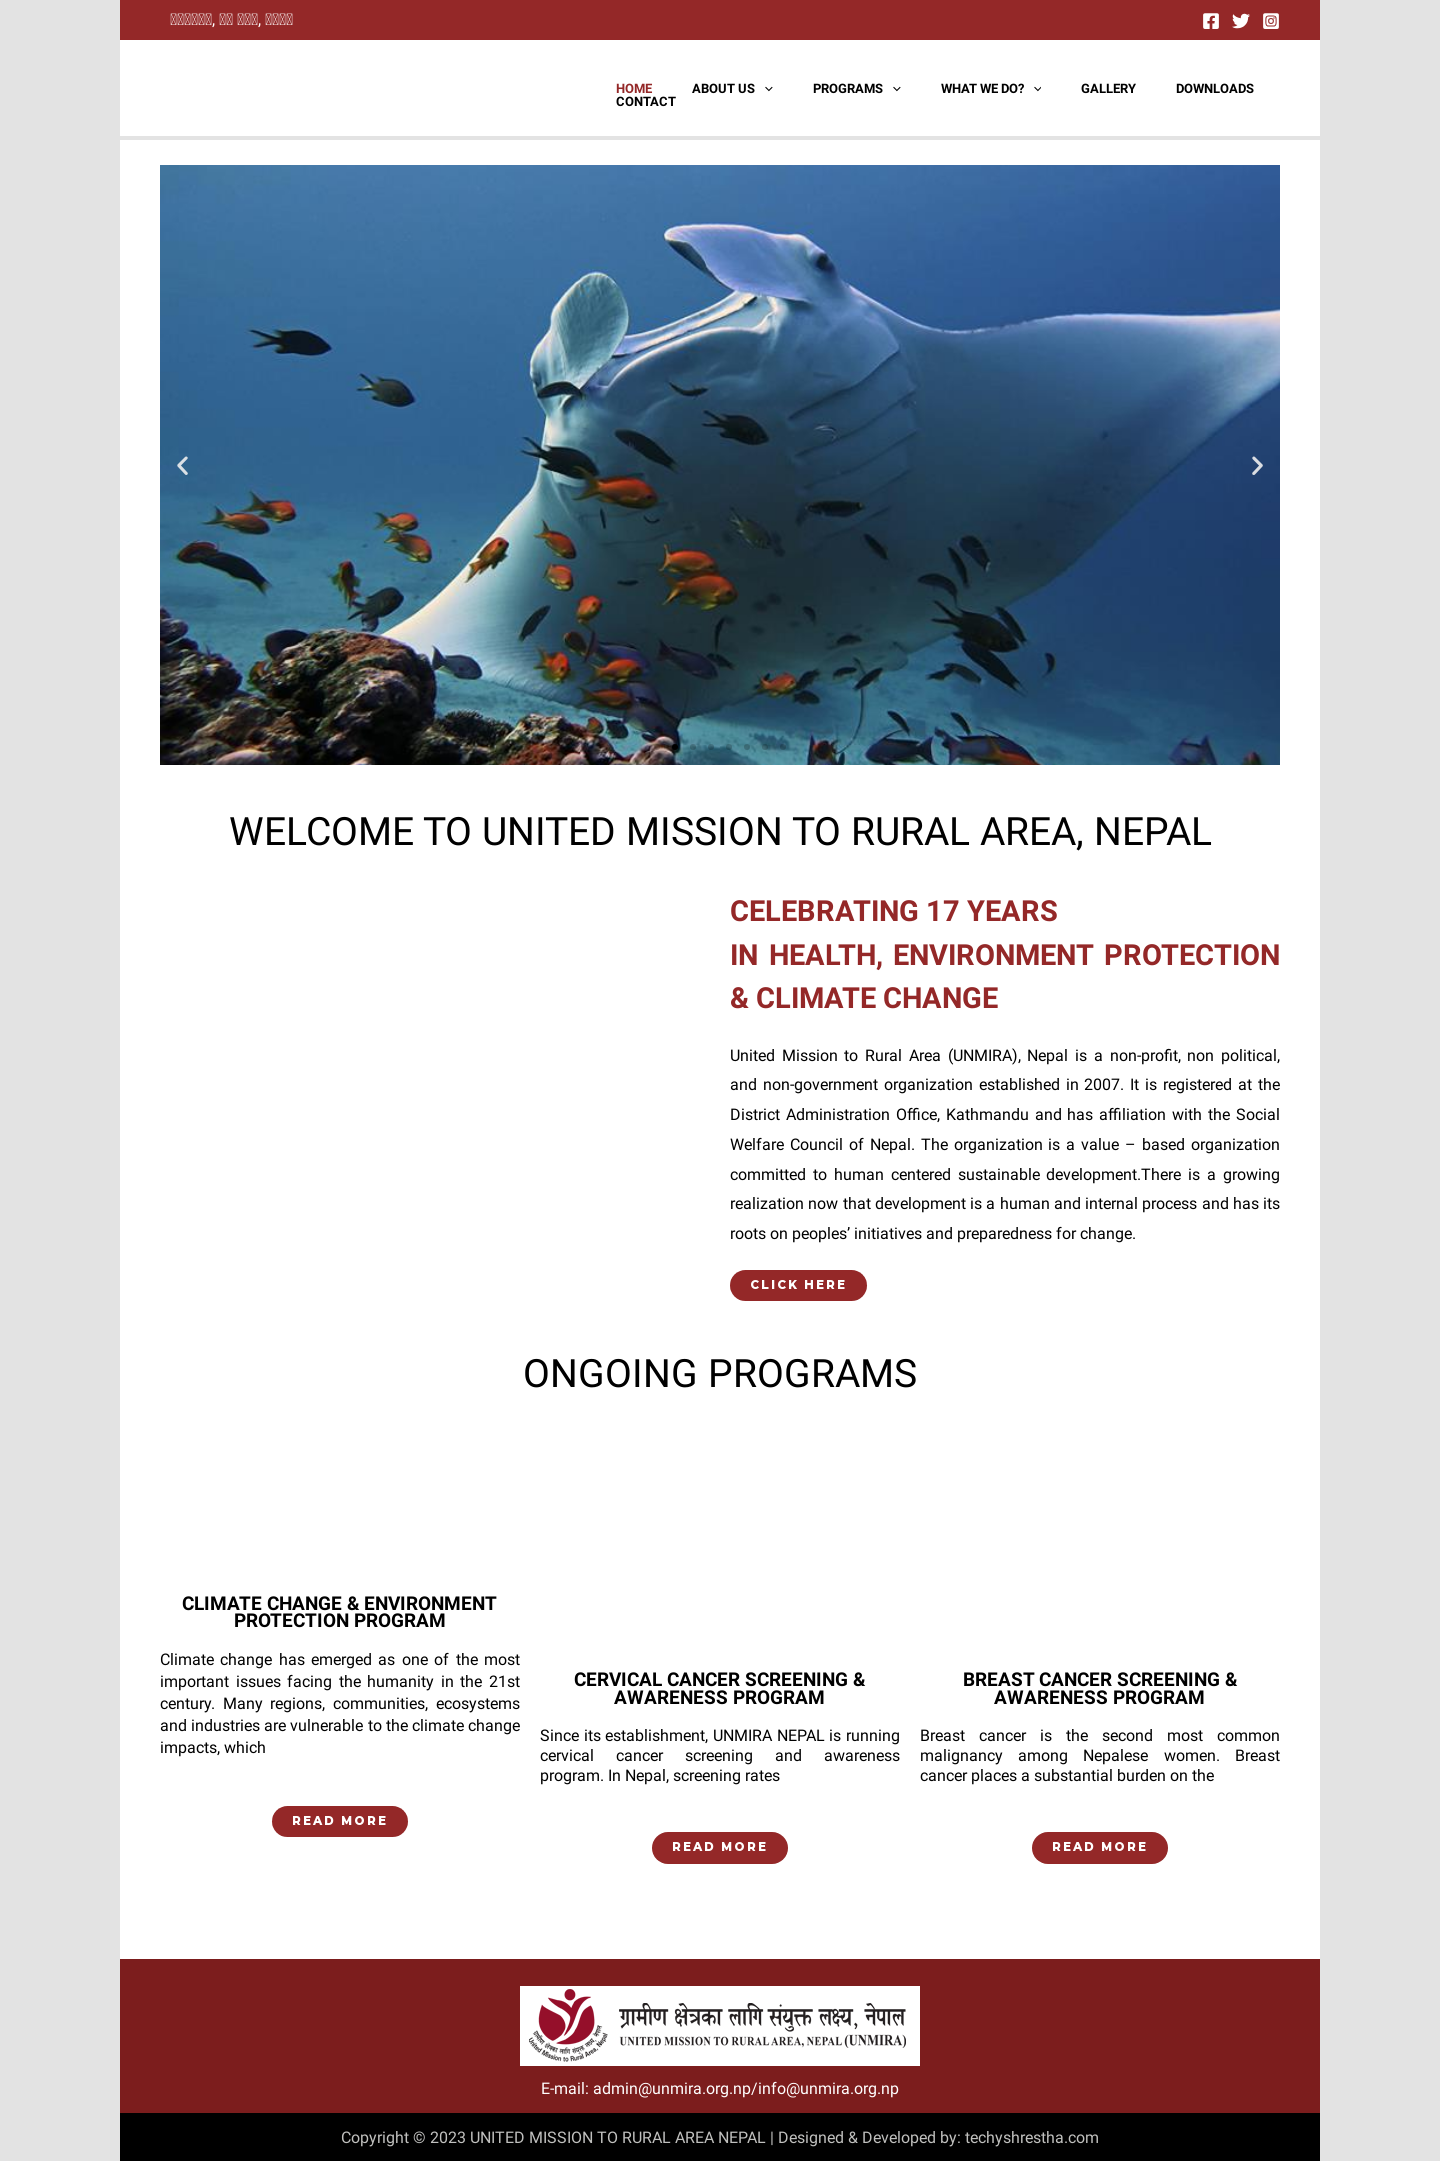 HOME
ABOUT US
PROGRAMS
WHAT WE DO?
GALLERY
DOWNLOADS
CONTACT
WELCOME TO UNITED MISSION TO RURAL AREA, NEPAL
CELEBRATING 17 YEARS
IN HEALTH, ENVIRONMENT PROTECTION
& CLIMATE CHANGE
United Mission to Rural Area (UNMIRA), Nepal is a non-profit, non political,
and non-government organization established in 2007. It is registered at the
District Administration Office, Kathmandu and has affiliation with the Social
Welfare Council of Nepal. The organization is a value – based organization
committed to human centered sustainable development.There is a growing
realization now that development is a human and internal process and has its
roots on peoples’ initiatives and preparedness for change.
CLICK HERE
ONGOING PROGRAMS
CLIMATE CHANGE & ENVIRONMENT
PROTECTION PROGRAM
Climate change has emerged as one of the most
important issues facing the humanity in the 21st
century. Many regions, communities, ecosystems
and industries are vulnerable to the climate change
impacts, which
READ MORE
CERVICAL CANCER SCREENING &
AWARENESS PROGRAM
Since its establishment, UNMIRA NEPAL is running
cervical cancer screening and awareness
program. In Nepal, screening rates
READ MORE
BREAST CANCER SCREENING &
AWARENESS PROGRAM
Breast cancer is the second most common
malignancy among Nepalese women. Breast
cancer places a substantial burden on the
READ MORE
ग्रामीण क्षेत्रका लागि संयुक्त लक्ष्य, नेपाल
UNITED MISSION TO RURAL AREA, NEPAL (UNMIRA)
ग्रामीण क्षेत्रका लागि संयुक्त लक्ष्य, नेपाल
United Mission to Rural Area, Nepal
E-mail: admin@unmira.org.np/info@unmira.org.np
Copyright © 2023 UNITED MISSION TO RURAL AREA NEPAL | Designed & Developed by: techyshrestha.com